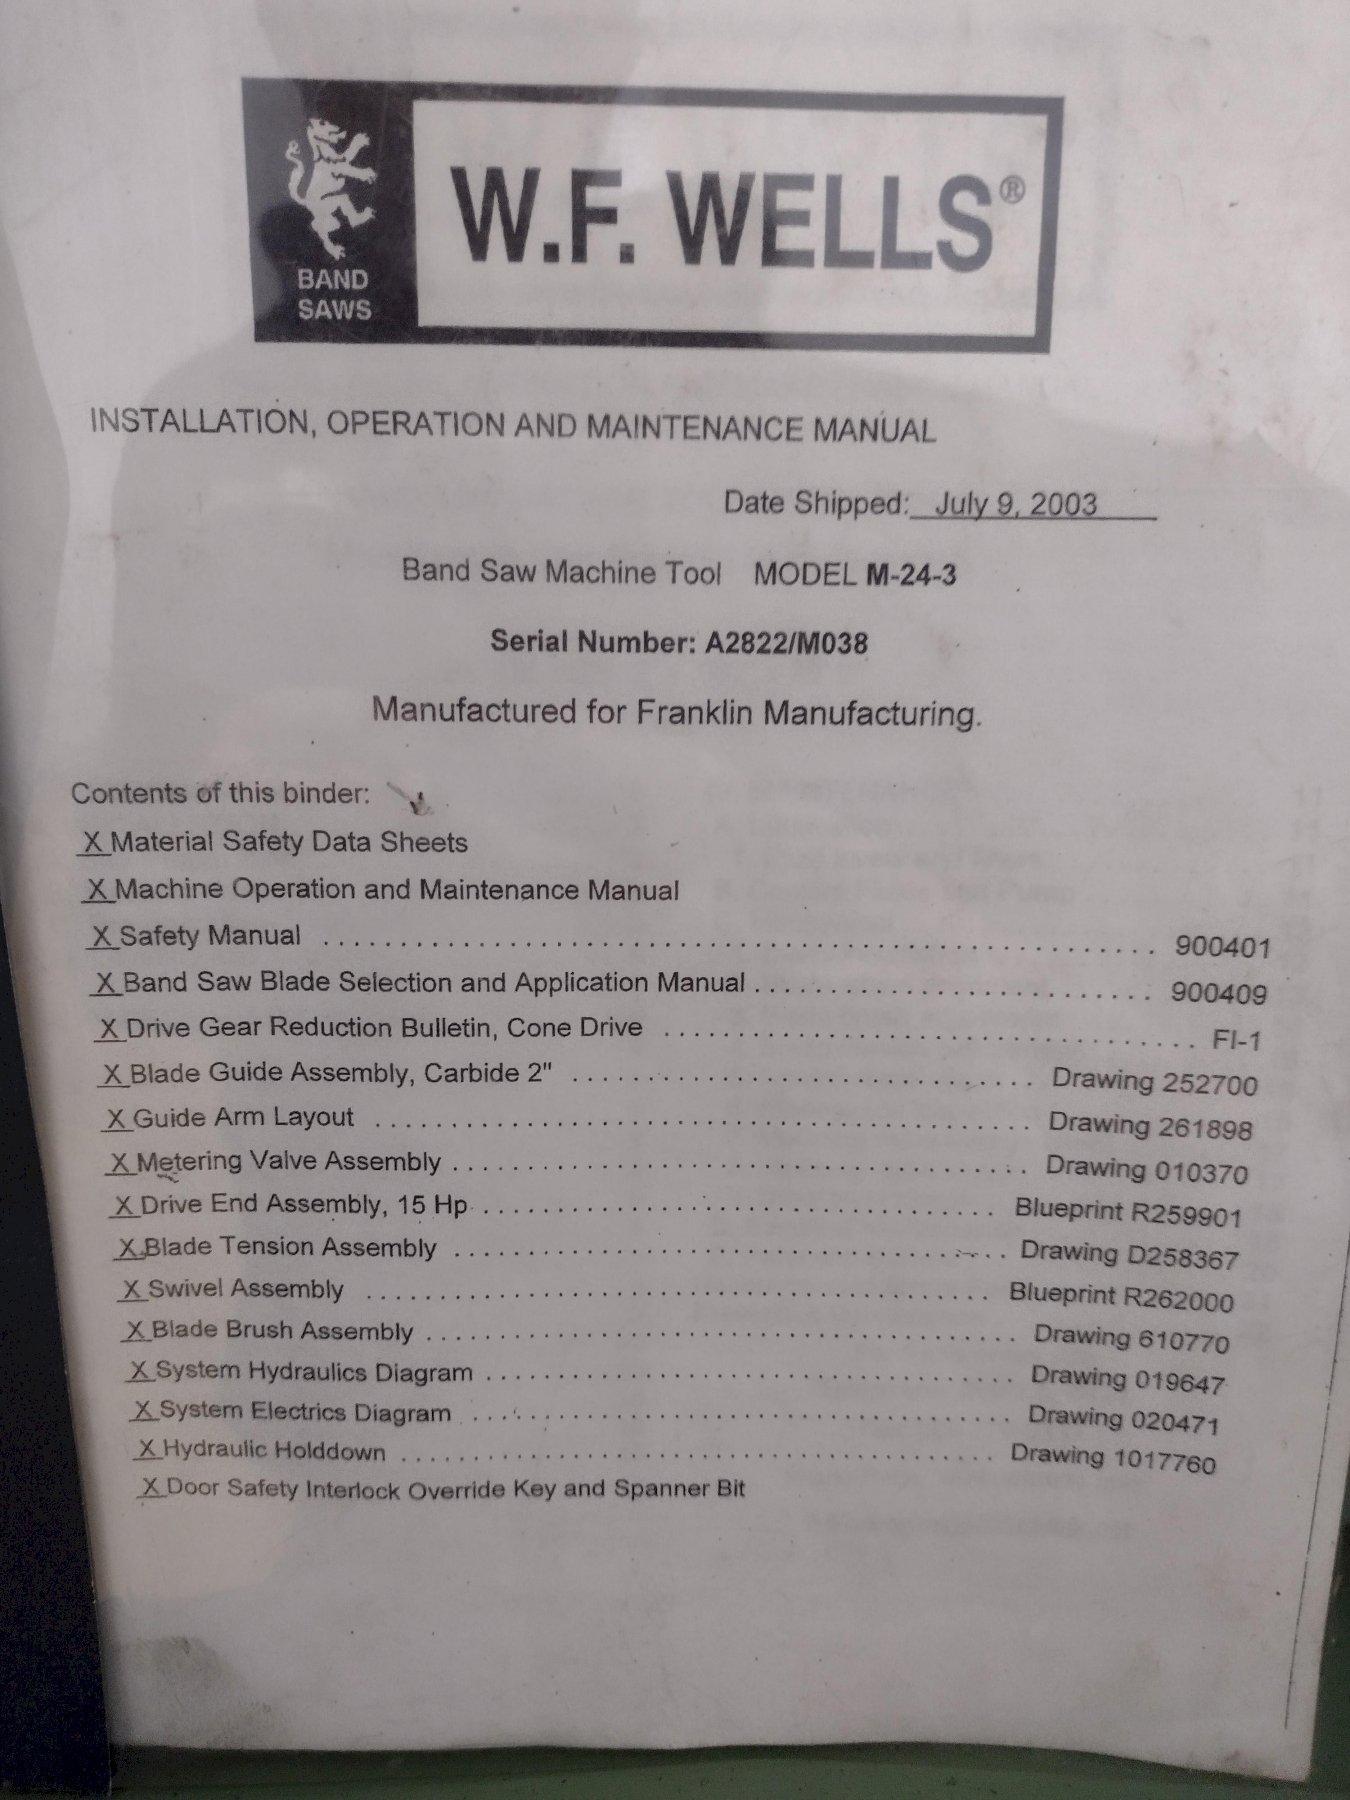 BAND
SAWS
W.F. WELLS®
INSTALLATION, OPERATION AND MAINTENANCE MANUAL
Date Shipped: July 9, 2003
Band Saw Machine Tool MODEL M-24-3
Serial Number: A2822/M038
Manufactured for Franklin Manufacturing.
Contents of this binder:
X Material Safety Data Sheets
X Machine Operation and Maintenance Manual
X Safety Manual ........................................................ 900401
X Band Saw Blade Selection and Application Manual ........................... 900409
X Drive Gear Reduction Bulletin, Cone Drive ................................... FI-1
X Blade Guide Assembly, Carbide 2" ............................... Drawing 252700
X Guide Arm Layout ............................................ Drawing 261898
X Metering Valve Assembly ...................................... Drawing 010370
X Drive End Assembly, 15 Hp .................................. Blueprint R259901
X Blade Tension Assembly ..................................... Drawing D258367
X Swivel Assembly .......................................... Blueprint R262000
X Blade Brush Assembly ....................................... Drawing 610770
X System Hydraulics Diagram ................................... Drawing 019647
X System Electrics Diagram .................................... Drawing 020471
X Hydraulic Holddown ........................................ Drawing 1017760
X Door Safety Interlock Override Key and Spanner Bit